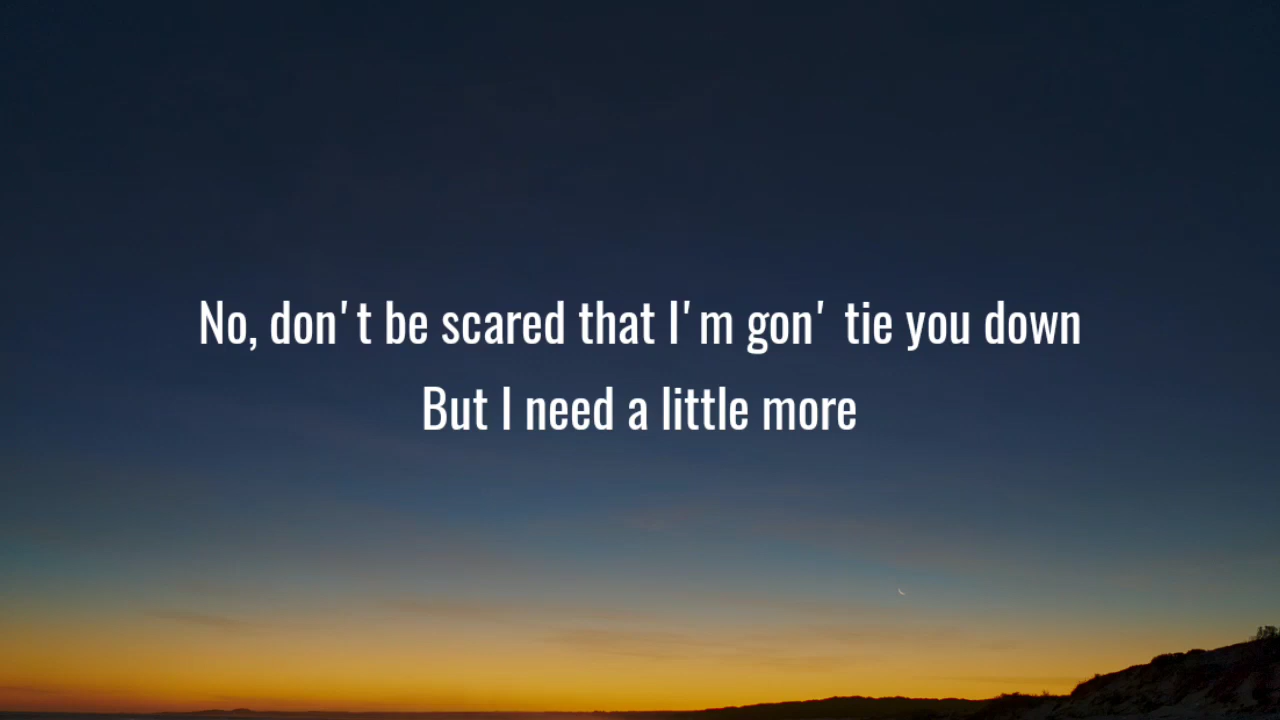 No, don't be scared that I'm gon' tie you down
But I need a little more